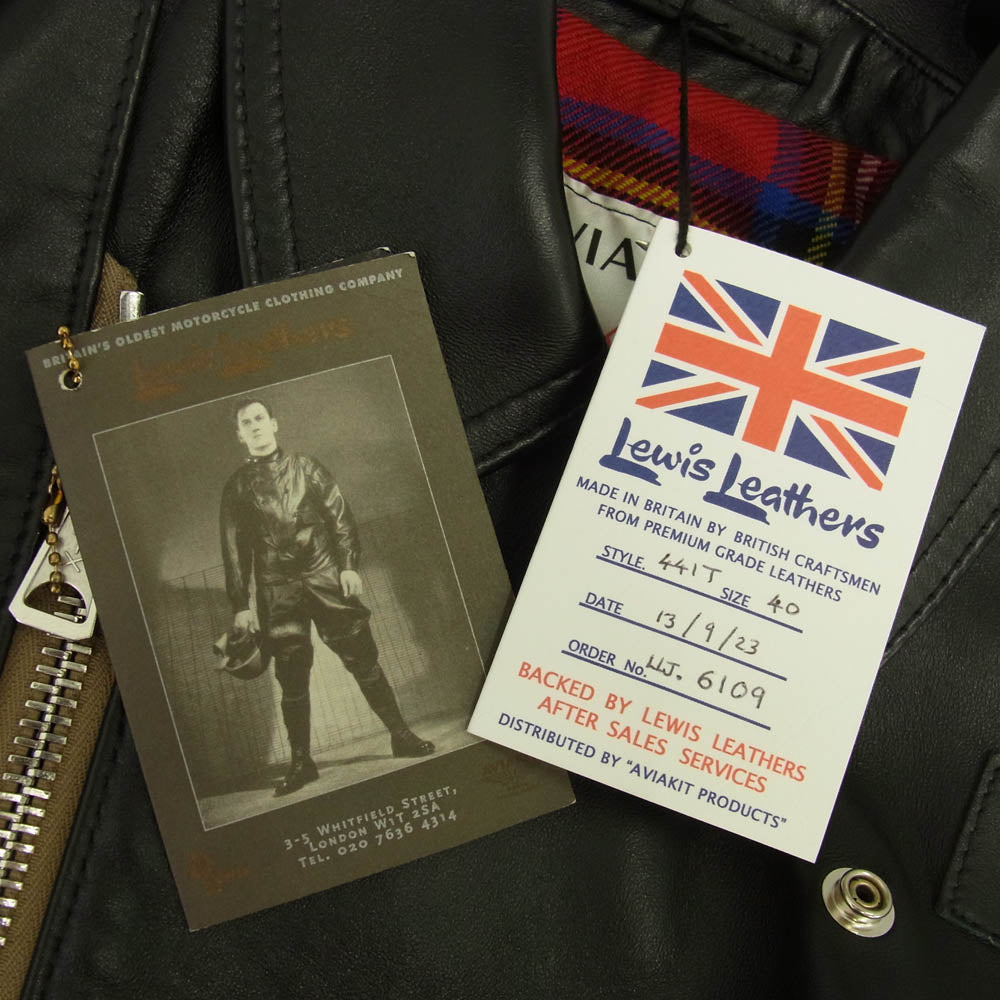 BRITAIN'S OLDEST MOTORCYCLE CLOTHING COMPANY
Lewis Leathers
3-5 WHITFIELD STREET,
LONDON W1T 2SA
TEL. 020 7636 4314
VIA
Lewis Leathers
MADE IN BRITAIN BY BRITISH CRAFTSMEN
FROM PREMIUM GRADE LEATHERS
STYLE. 441T SIZE 40
DATE 13/9/23
ORDER No. LLJ. 6109
BACKED BY LEWIS LEATHERS
AFTER SALES SERVICES
DISTRIBUTED BY "AVIAKIT PRODUCTS"